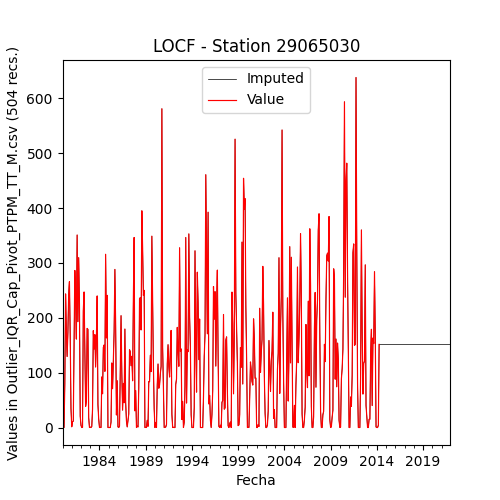 LOCF - Station 29065030
Imputed
Value
Values in Outlier_IQR_Cap_Pivot_PTPM_TT_M.csv (504 recs.)
600
500
400
300
200
100
0
1984 1989 1994 1999 2004 2009 2014 2019
Fecha